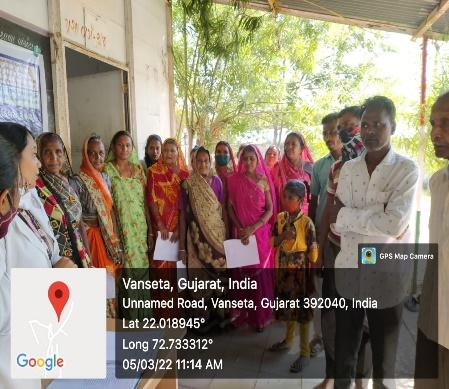 GPS Map Camera
Vanseta, Gujarat, India
Unnamed Road, Vanseta, Gujarat 392040, India
Lat 22.018945°
Long 72.733312°
05/03/22 11:14 AM
Google